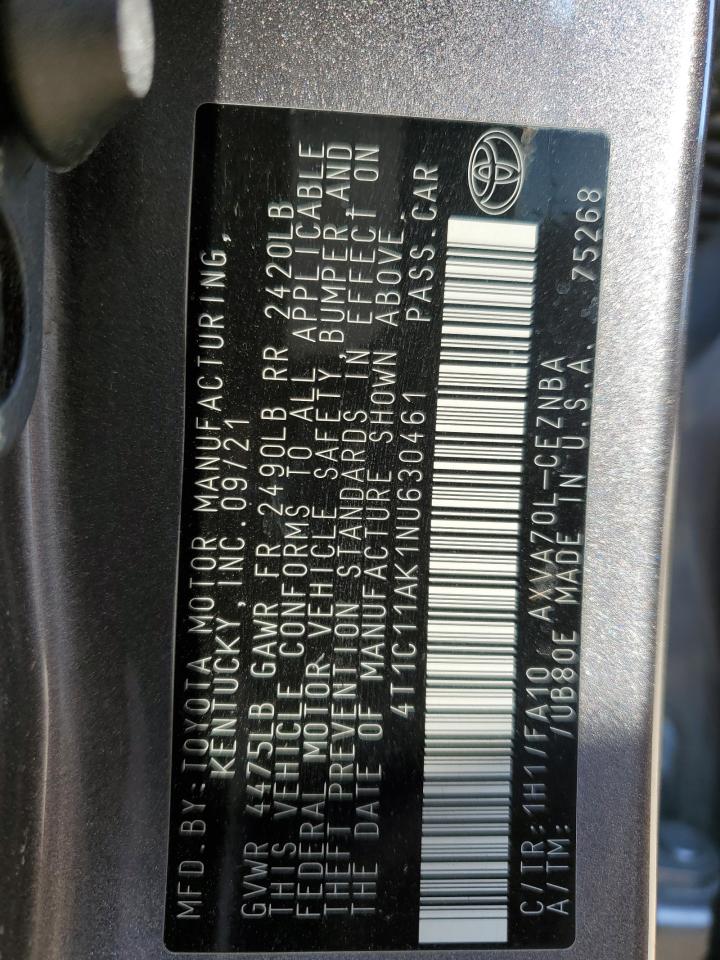 MFD.BY:TOYOTA MOTOR MANUFACTURING,
KENTUCKY,INC.09/21
GVWR 4475LB GAWR FR 2490LB RR 2420LB
THIS VEHICLE CONFORMS TO ALL APPLICABLE
FEDERAL MOTOR VEHICLE SAFETY,BUMPER,AND
THEFT PREVENTION STANDARDS IN EFFECT ON
THE DATE OF MANUFACTURE SHOWN ABOVE.
4T1C11AK1NU630461 PASS.CAR
C/TR:1H1/FA10 AXVA70L-CEZNBA
A/TM: /UB80E MADE IN U.S.A. 75268